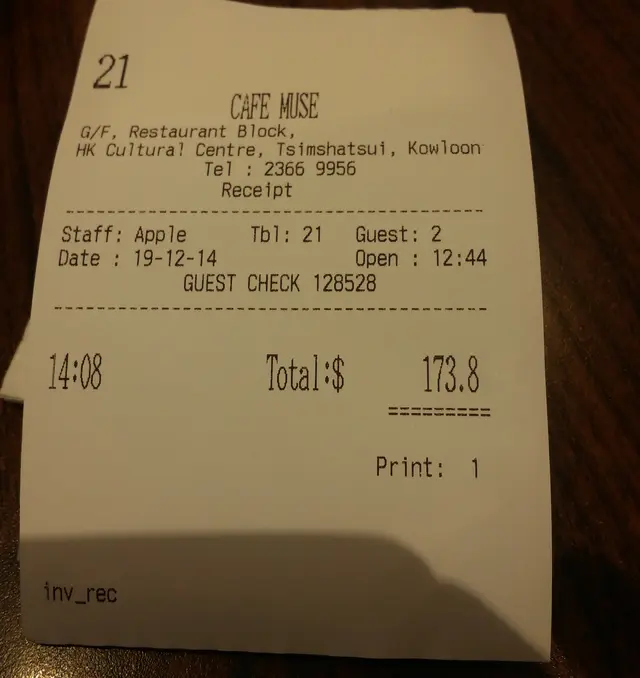 21
CAFE MUSE
G/F, Restaurant Block,
HK Cultural Centre, Tsimshatsui, Kowloon
Tel : 2366 9956
Receipt
Staff: Apple Tbl: 21 Guest: 2
Date : 19-12-14 Open : 12:44
GUEST CHECK 128528
14:08 Total:$ 173.8
=========
Print: 1
inv_rec